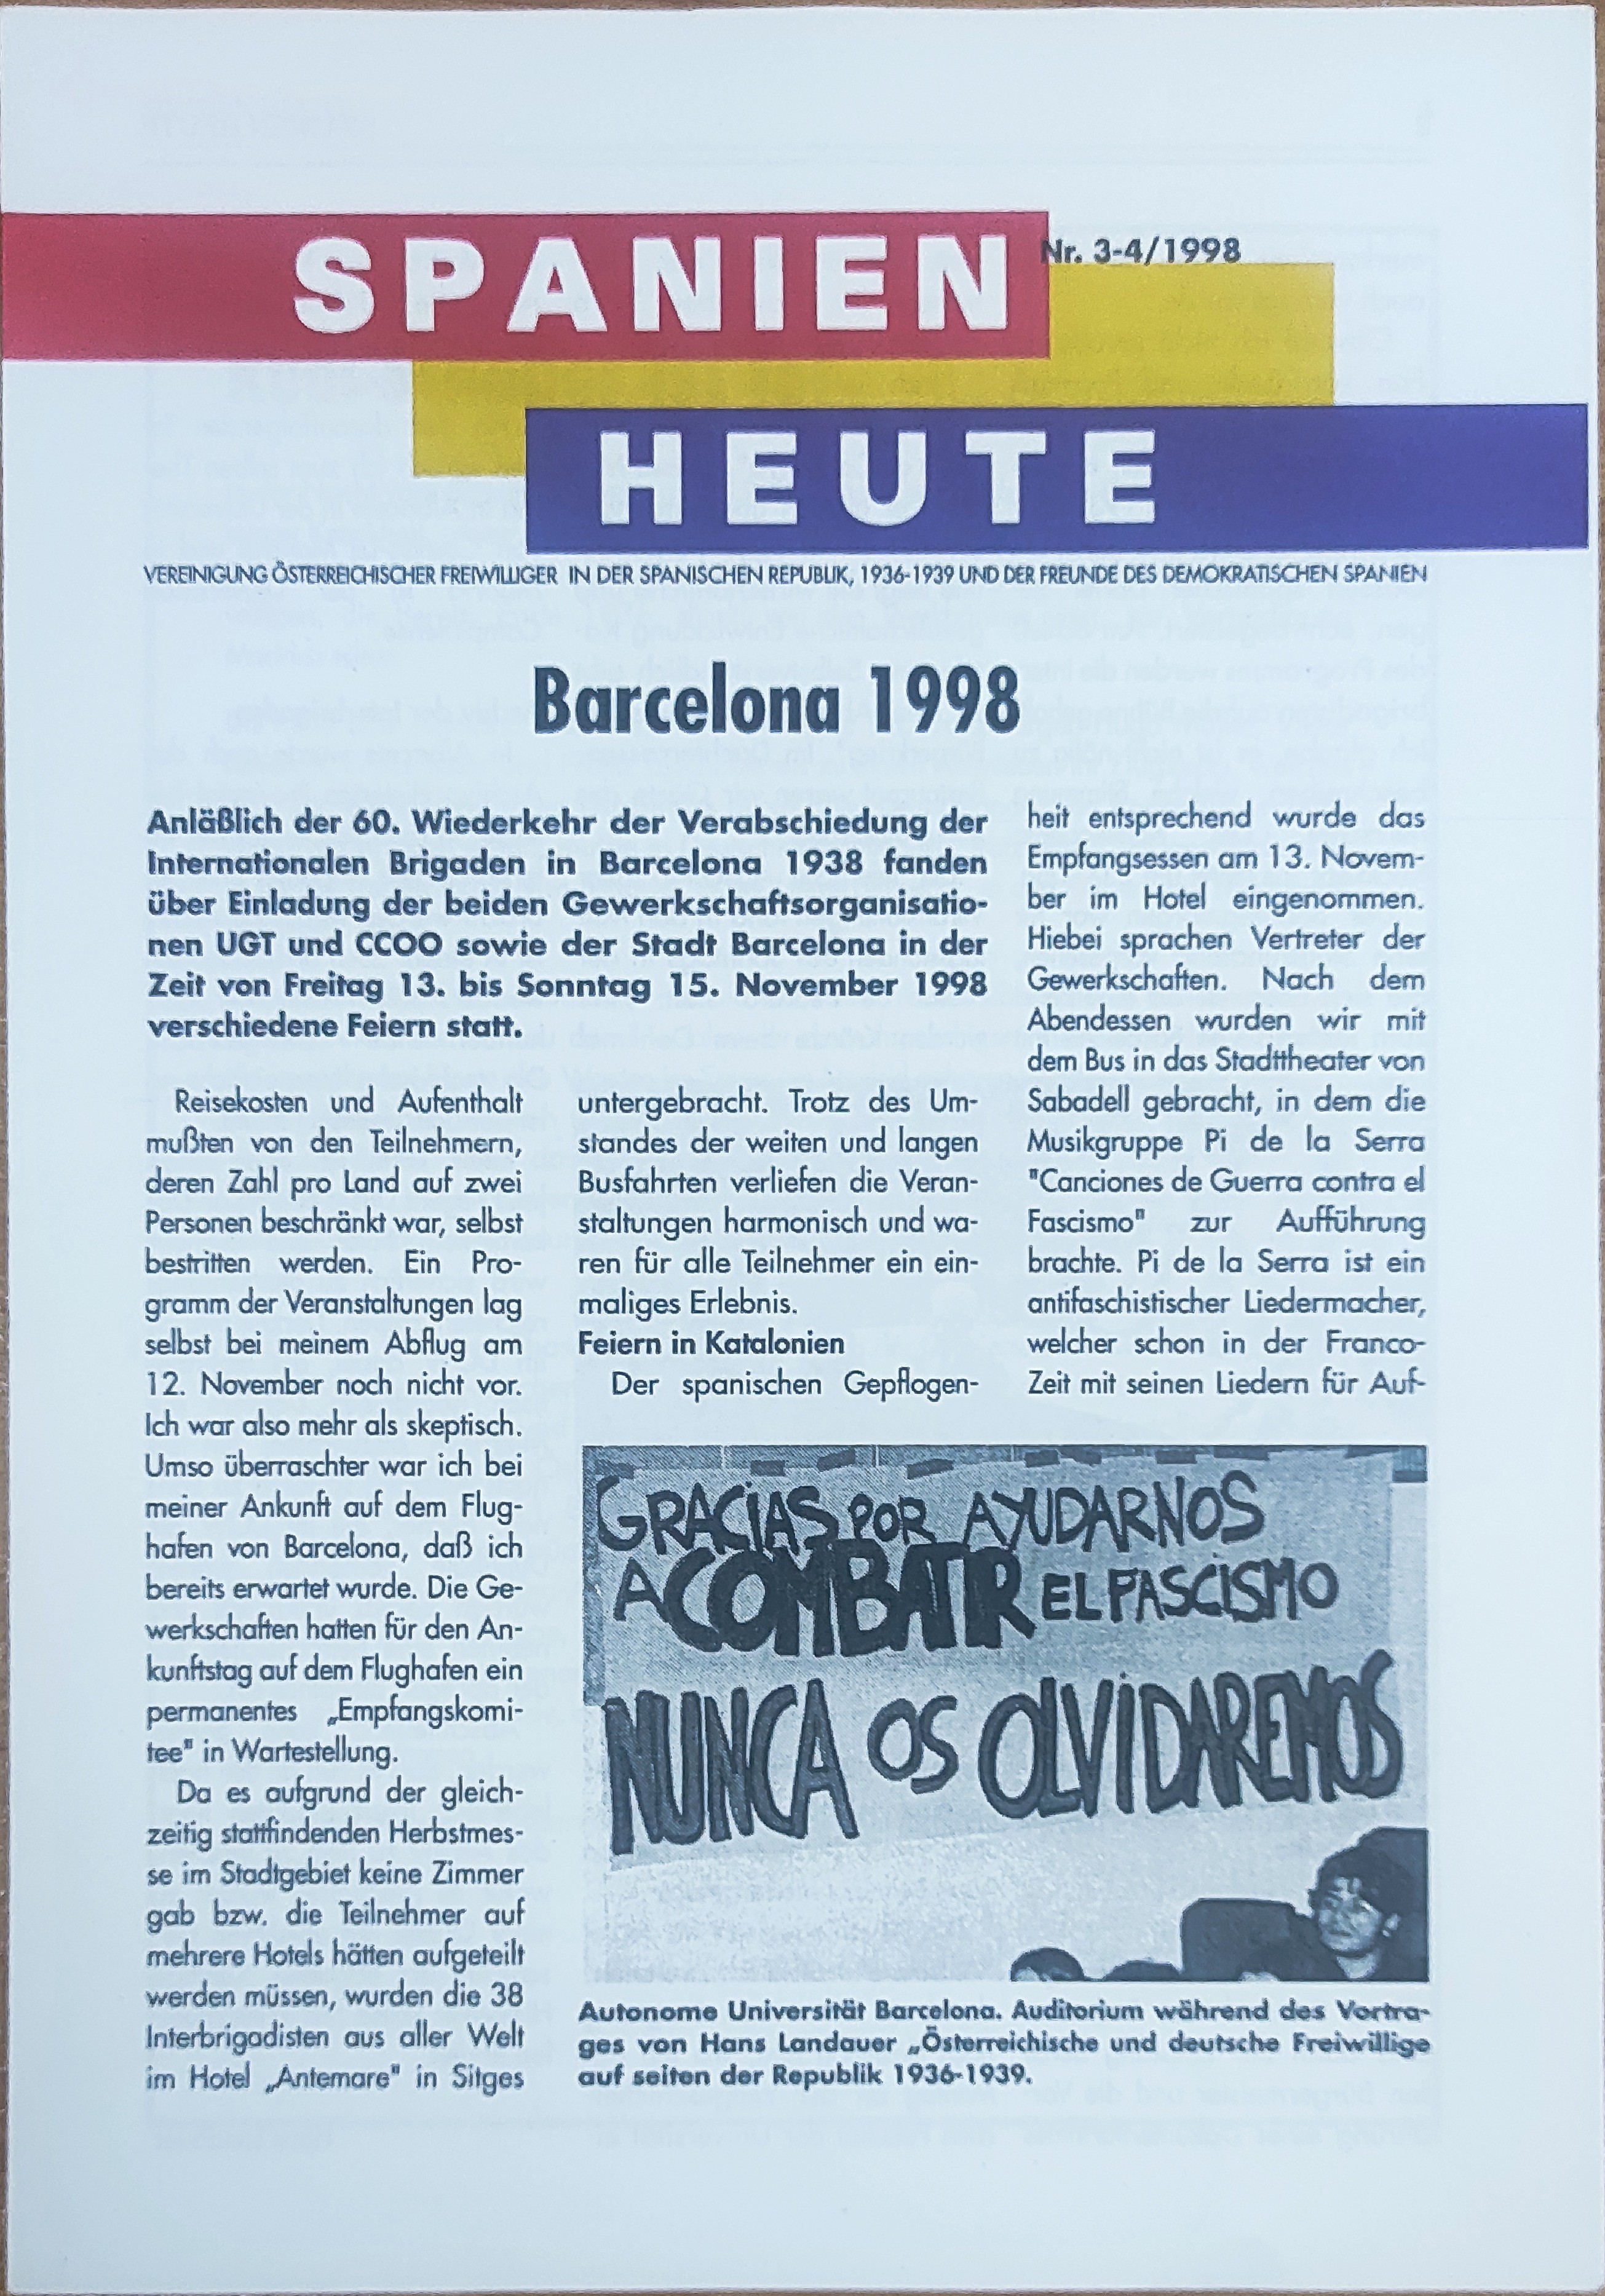 SPANIEN
Nr. 3-4/1998
HEUTE
VEREINIGUNG ÖSTERREICHISCHER FREIWILLIGER IN DER SPANISCHEN REPUBLIK, 1936-1939 UND DER FREUNDE DES DEMOKRATISCHEN SPANIEN
Barcelona 1998
Anläßlich der 60. Wiederkehr der Verabschiedung der
Internationalen Brigaden in Barcelona 1938 fanden
über Einladung der beiden Gewerkschaftsorganisatio-
nen UGT und CCOO sowie der Stadt Barcelona in der
Zeit von Freitag 13. bis Sonntag 15. November 1998
verschiedene Feiern statt.
Reisekosten und Aufenthalt
mußten von den Teilnehmern,
deren Zahl pro Land auf zwei
Personen beschränkt war, selbst
bestritten werden. Ein Pro-
gramm der Veranstaltungen lag
selbst bei meinem Abflug am
12. November noch nicht vor.
Ich war also mehr als skeptisch.
Umso überraschter war ich bei
meiner Ankunft auf dem Flug-
hafen von Barcelona, daß ich
bereits erwartet wurde. Die Ge-
werkschaften hatten für den An-
kunftstag auf dem Flughafen ein
permanentes „Empfangskomi-
tee" in Wartestellung.
Da es aufgrund der gleich-
zeitig stattfindenden Herbstmes-
se im Stadtgebiet keine Zimmer
gab bzw. die Teilnehmer auf
mehrere Hotels hätten aufgeteilt
werden müssen, wurden die 38
Interbrigadisten aus aller Welt
im Hotel „Antemare" in Sitges
untergebracht. Trotz des Um-
standes der weiten und langen
Busfahrten verliefen die Veran-
staltungen harmonisch und wa-
ren für alle Teilnehmer ein ein-
maliges Erlebnis.
Feiern in Katalonien
Der spanischen Gepflogen-
heit entsprechend wurde das
Empfangsessen am 13. Novem-
ber im Hotel eingenommen.
Hiebei sprachen Vertreter der
Gewerkschaften. Nach dem
Abendessen wurden wir mit
dem Bus in das Stadttheater von
Sabadell gebracht, in dem die
Musikgruppe Pi de la Serra
"Canciones de Guerra contra el
Fascismo" zur Aufführung
brachte. Pi de la Serra ist ein
antifaschistischer Liedermacher,
welcher schon in der Franco-
Zeit mit seinen Liedern für Auf-
GRACIAS POR AYUDARNOS
A COMBATIR EL FASCISMO
NUNCA OS OLVIDAREMOS
Autonome Universität Barcelona. Auditorium während des Vortra-
ges von Hans Landauer „Österreichische und deutsche Freiwillige
auf seiten der Republik 1936-1939.